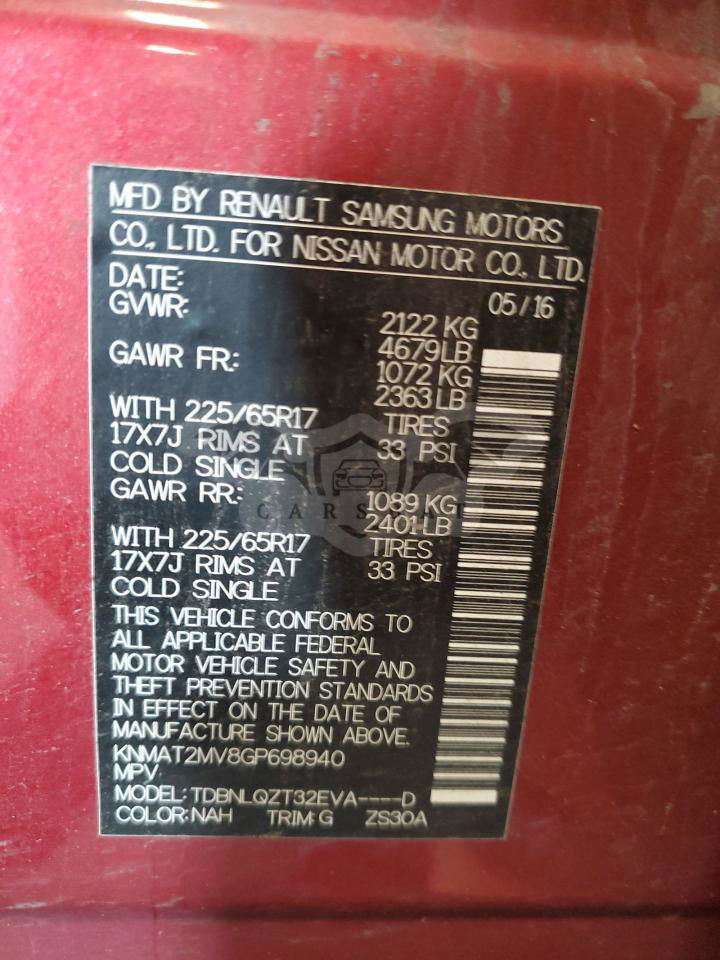 MFD BY RENAULT SAMSUNG MOTORS
CO., LTD. FOR NISSAN MOTOR CO., LTD.
DATE: 05/16
GVWR: 2122 KG
4679LB
GAWR FR: 1072 KG
2363LB
WITH 225/65R17 TIRES
17X7J RIMS AT 33 PSI
COLD SINGLE
GAWR RR: 1089 KG
2401LB
WITH 225/65R17 TIRES
17X7J RIMS AT 33 PSI
COLD SINGLE
THIS VEHICLE CONFORMS TO
ALL APPLICABLE FEDERAL
MOTOR VEHICLE SAFETY AND
THEFT PREVENTION STANDARDS
IN EFFECT ON THE DATE OF
MANUFACTURE SHOWN ABOVE.
KNMAT2MV8GP698940
MPV
MODEL: TDBNLQZT32EVA----D
COLOR: NAH TRIM: G ZS30A